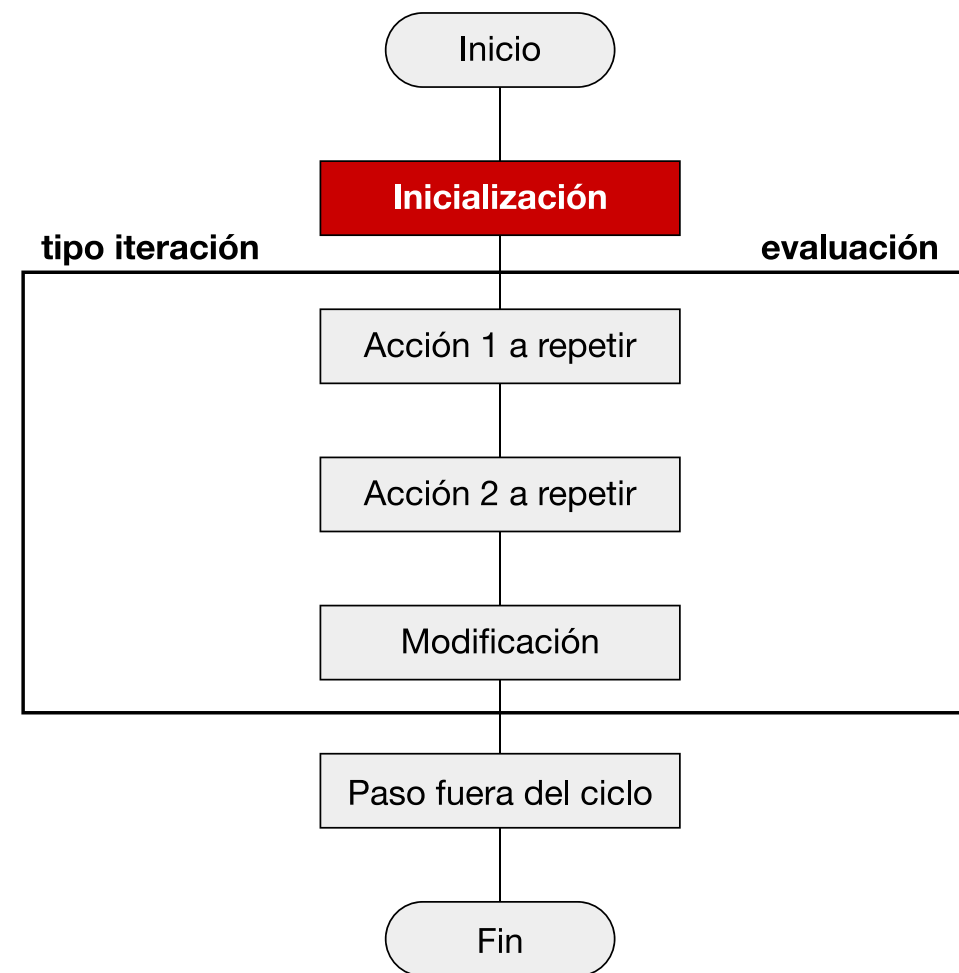 Inicio
Inicialización
tipo iteración
evaluación
Acción 1 a repetir
Acción 2 a repetir
Modificación
Paso fuera del ciclo
Fin